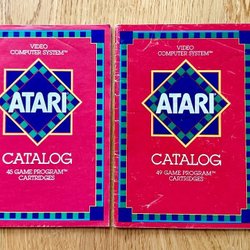 VIDEO
COMPUTER SYSTEM™
ATARI
CATALOG
45 GAME PROGRAM™
CARTRIDGES
VIDEO
COMPUTER SYSTEM™
ATARI
CATALOG
49 GAME PROGRAM™
CARTRIDGES